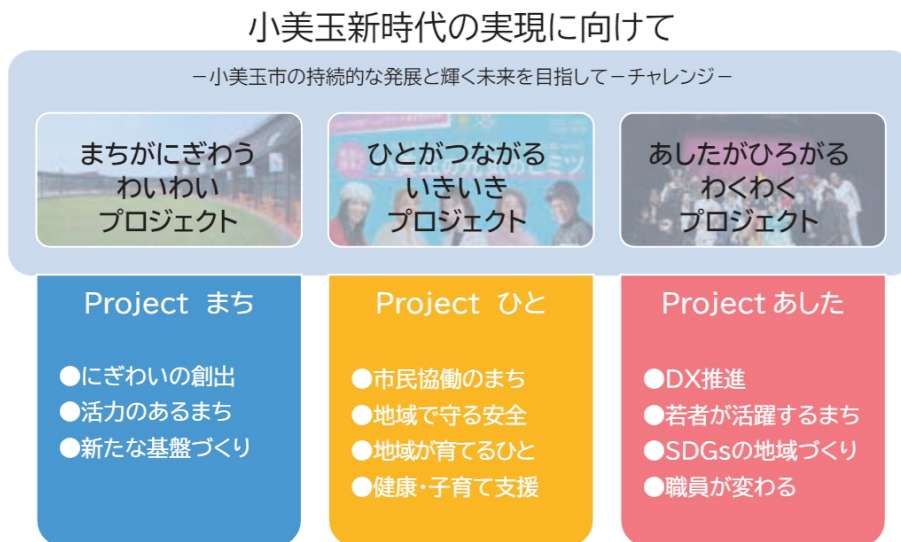 小美玉新時代の実現に向けて
－小美玉市の持続的な発展と輝く未来を目指して－チャレンジ－
まちがにぎわう
わいわい
プロジェクト
ひとがつながる
いきいき
プロジェクト
あしたがひろがる
わくわく
プロジェクト
Project まち
●にぎわいの創出
●活力のあるまち
●新たな基盤づくり
Project ひと
●市民協働のまち
●地域で守る安全
●地域が育てるひと
●健康・子育て支援
Project あした
●DX推進
●若者が活躍するまち
●SDGsの地域づくり
●職員が変わる